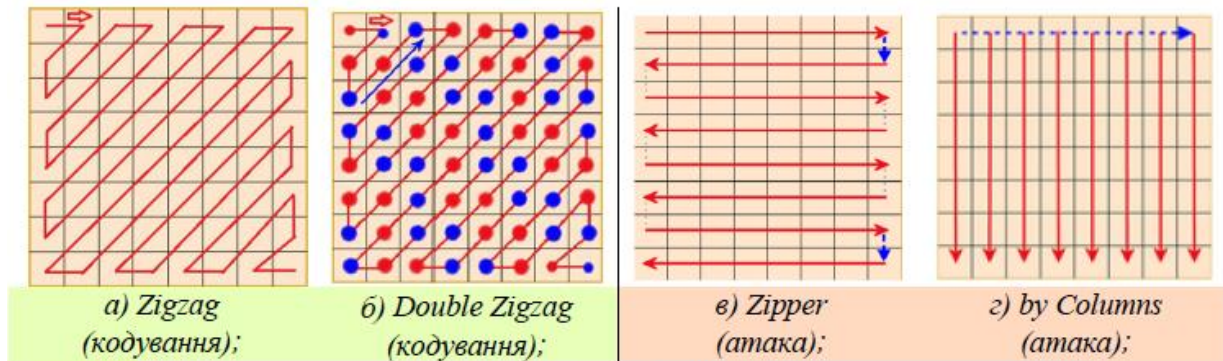 а) Zigzag
(кодування);
б) Double Zigzag
(кодування);
в) Zipper
(атака);
г) by Columns
(атака);